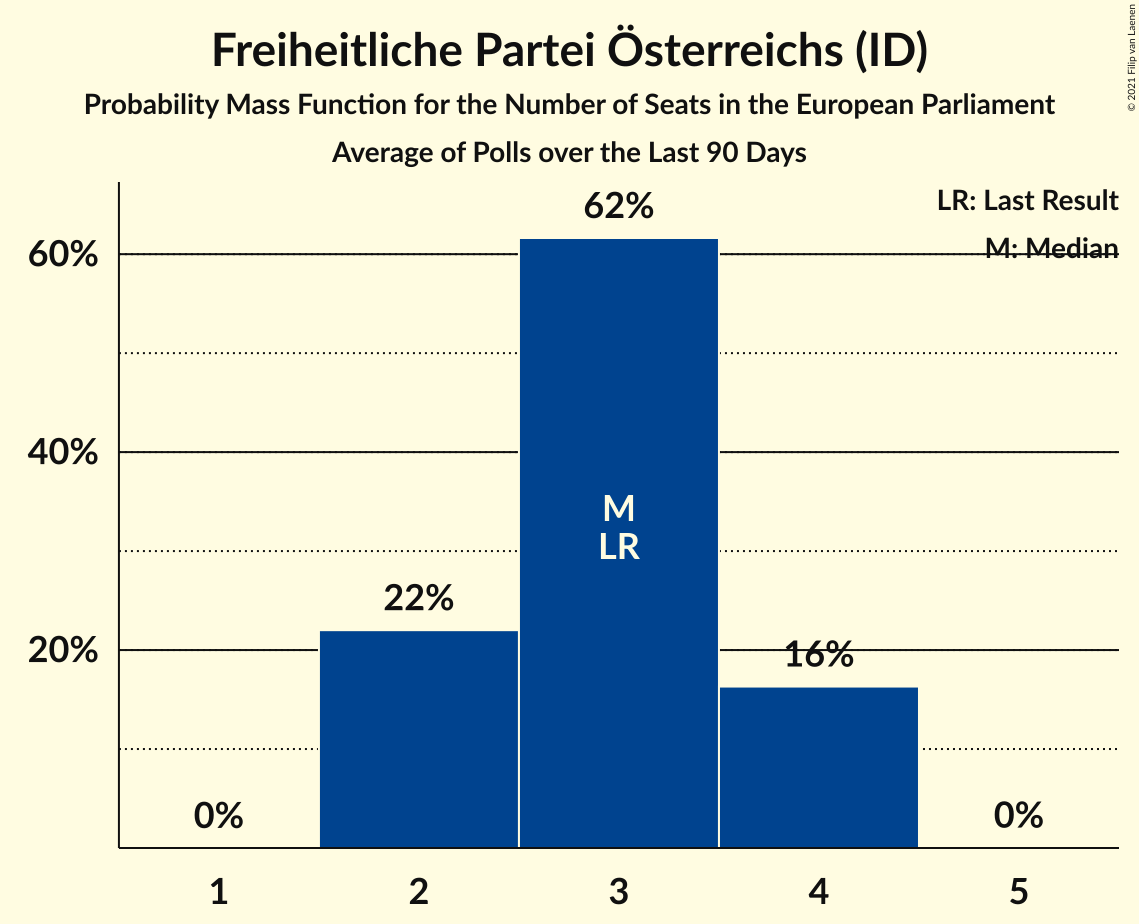 Freiheitliche Partei Österreichs (ID)
Probability Mass Function for the Number of Seats in the European Parliament
Average of Polls over the Last 90 Days
© 2021 Filip van Laenen
LR: Last Result
M: Median
62%
60%
40%
M
LR
22%
20%
16%
0%
0%
1 2 3 4 5